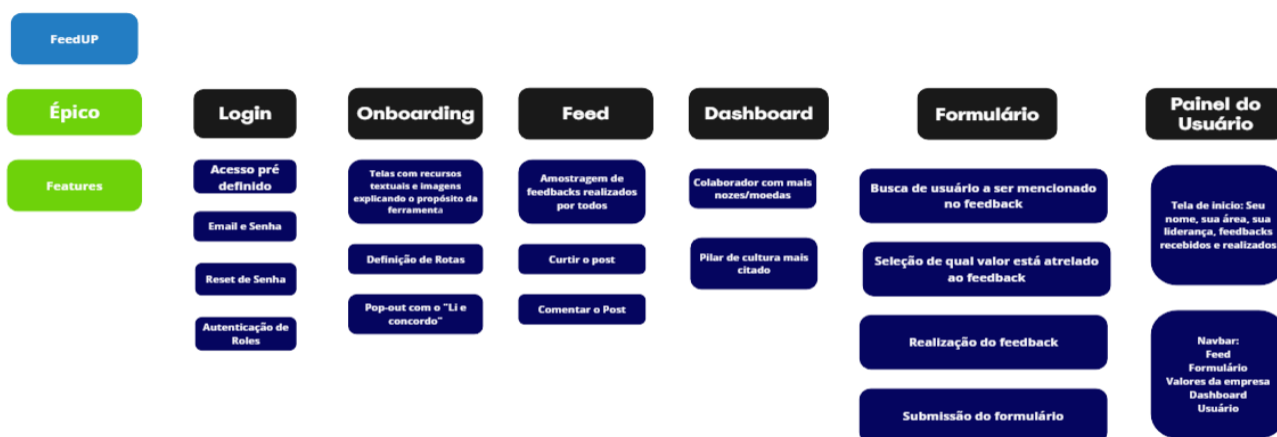 FeedUP
Épico
Login
Onboarding
Feed
Dashboard
Formulário
Painel do
Usuário
Features
Acesso pré
definido
Email e Senha
Reset de Senha
Autenticação de
Roles
Telas com recursos
textuais e imagens
explicando o propósito da
ferramenta
Definição de Rotas
Pop-out com o "Li e
concordo"
Amostragem de
feedbacks realizados
por todos
Curtir o post
Comentar o Post
Colaborador com mais
nozes/moedas
Pilar de cultura mais
citado
Busca de usuário a ser mencionado
no feedback
Seleção de qual valor está atrelado
ao feedback
Realização do feedback
Submissão do formulário
Tela de inicio: Seu
nome, sua área, sua
liderança, feedbacks
recebidos e realizados
Navbar:
Feed
Formulário
Valores da empresa
Dashboard
Usuário